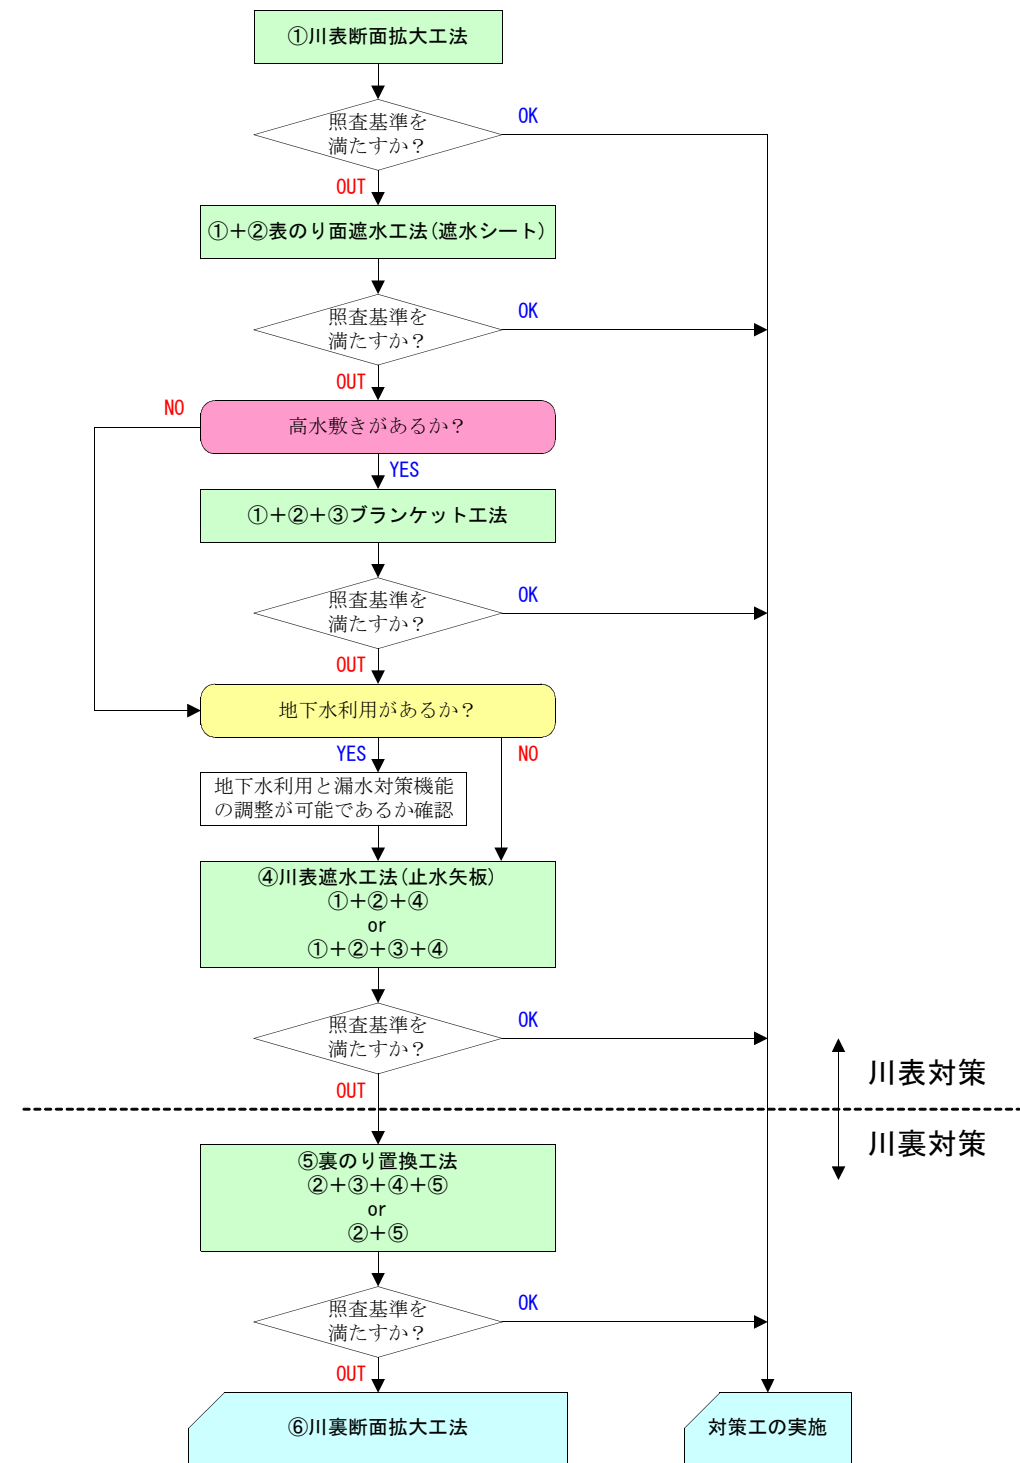 ①川表断面拡大工法
照査基準を
満たすか？
OK
OUT
①＋②表のり面遮水工法(遮水シート)
照査基準を
満たすか？
OK
OUT
高水敷きがあるか？
NO
YES
①＋②＋③ブランケット工法
照査基準を
満たすか？
OK
OUT
地下水利用があるか？
YES
NO
地下水利用と漏水対策機能
の調整が可能であるか確認
④川表遮水工法(止水矢板)
①＋②＋④
or
①＋②＋③＋④
照査基準を
満たすか？
OK
OUT
川表対策
川裏対策
⑤裏のり置換工法
②＋③＋④＋⑤
or
②＋⑤
照査基準を
満たすか？
OK
OUT
⑥川裏断面拡大工法
対策工の実施